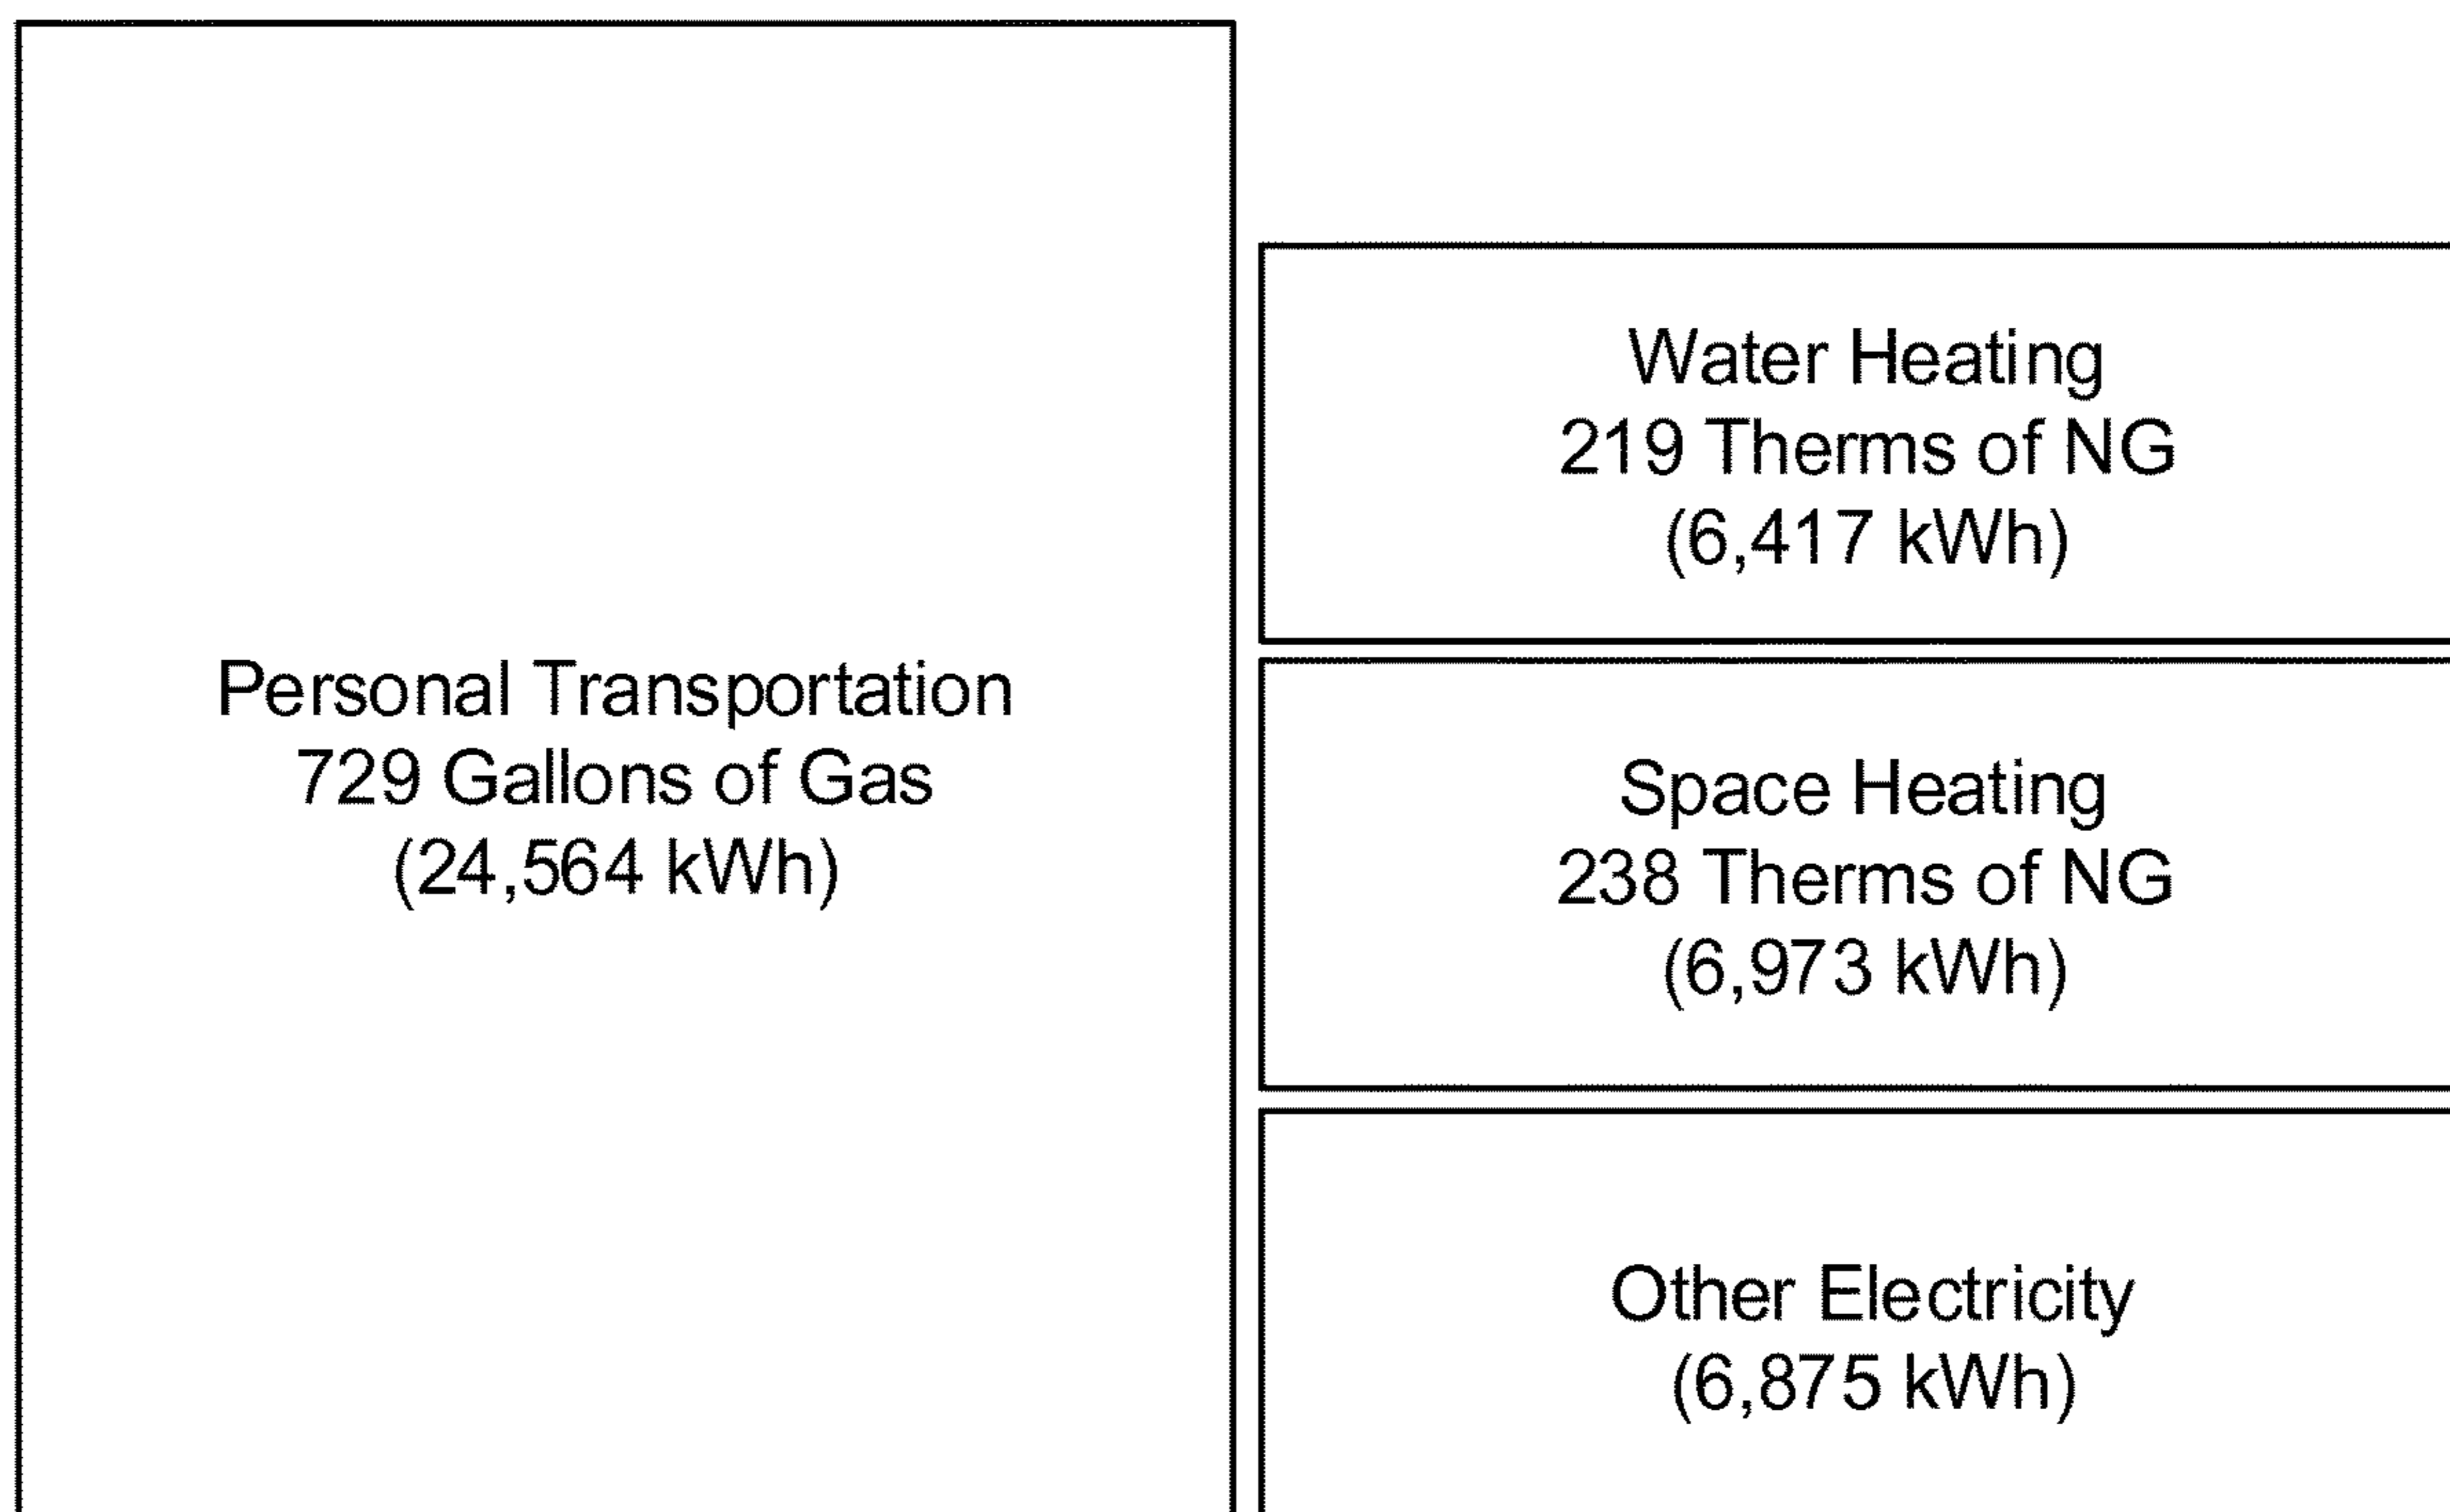 Personal Transportation
729 Gallons of Gas
(24,564 kWh)
Water Heating
219 Therms of NG
(6,417 kWh)
Space Heating
238 Therms of NG
(6,973 kWh)
Other Electricity
(6,875 kWh)